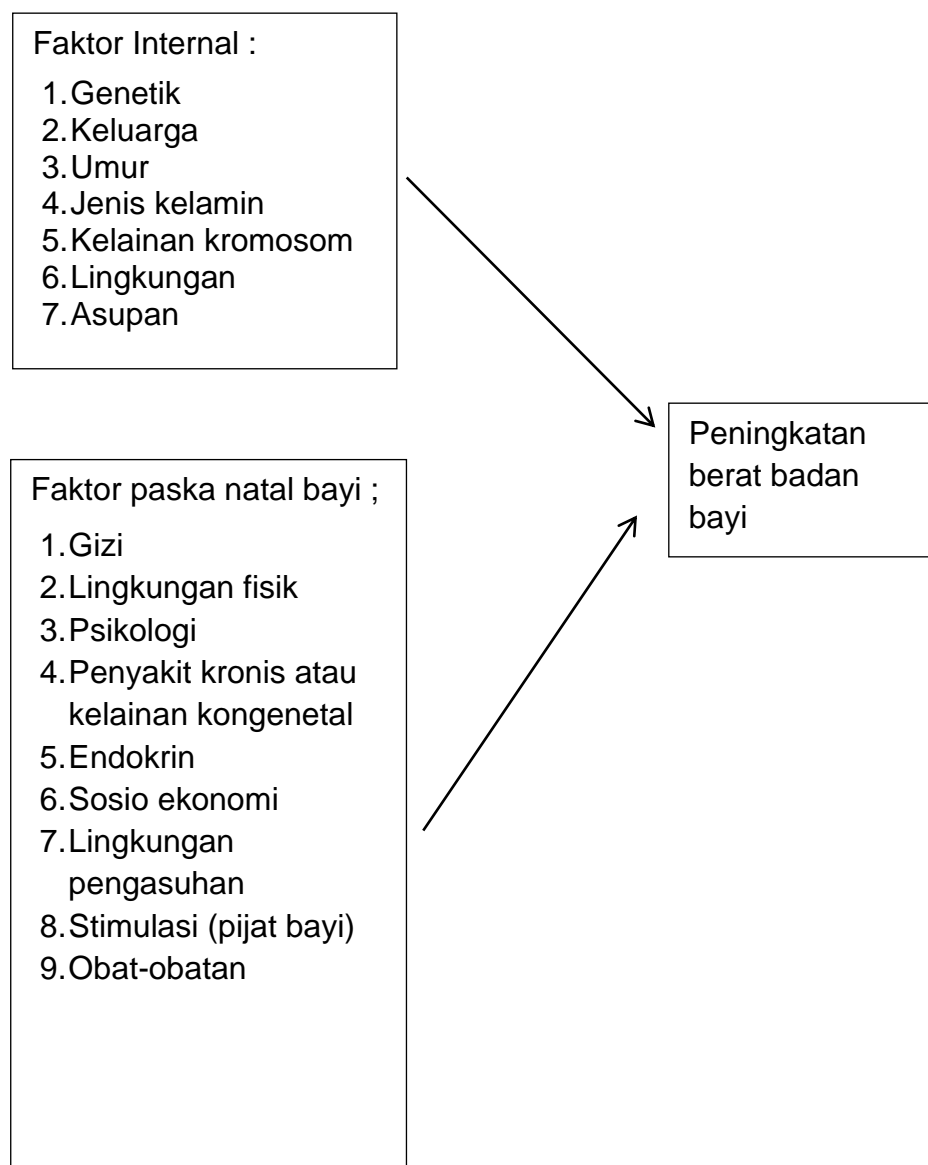 Faktor Internal :
1.Genetik
2.Keluarga
3.Umur
4.Jenis kelamin
5.Kelainan kromosom
6.Lingkungan
7.Asupan
Peningkatan
berat badan
bayi
Faktor paska natal bayi ;
1.Gizi
2.Lingkungan fisik
3.Psikologi
4.Penyakit kronis atau
kelainan kongenetal
5.Endokrin
6.Sosio ekonomi
7.Lingkungan
pengasuhan
8.Stimulasi (pijat bayi)
9.Obat-obatan